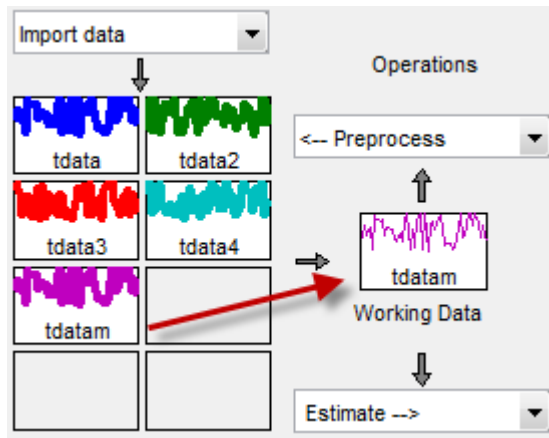 Import data
Operations
tdata
tdata2
<-- Preprocess
tdata3
tdata4
tdatam
tdatam
Working Data
Estimate -->